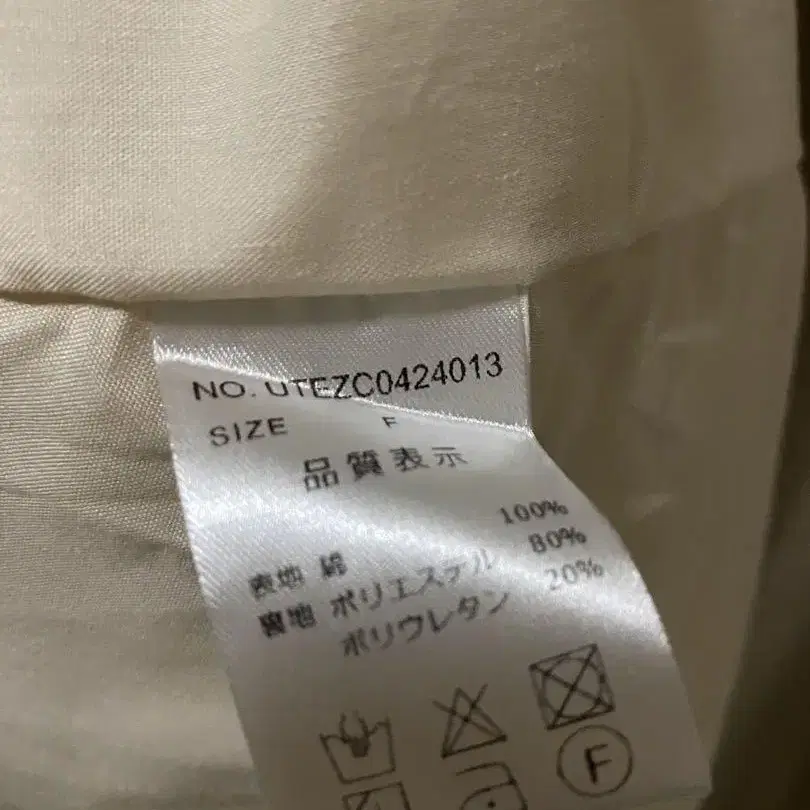 NO. UTEZC0424013
SIZE F
品質表示
表地 綿 100%
裏地 ポリエステル 80%
ポリウレタン 20%
F